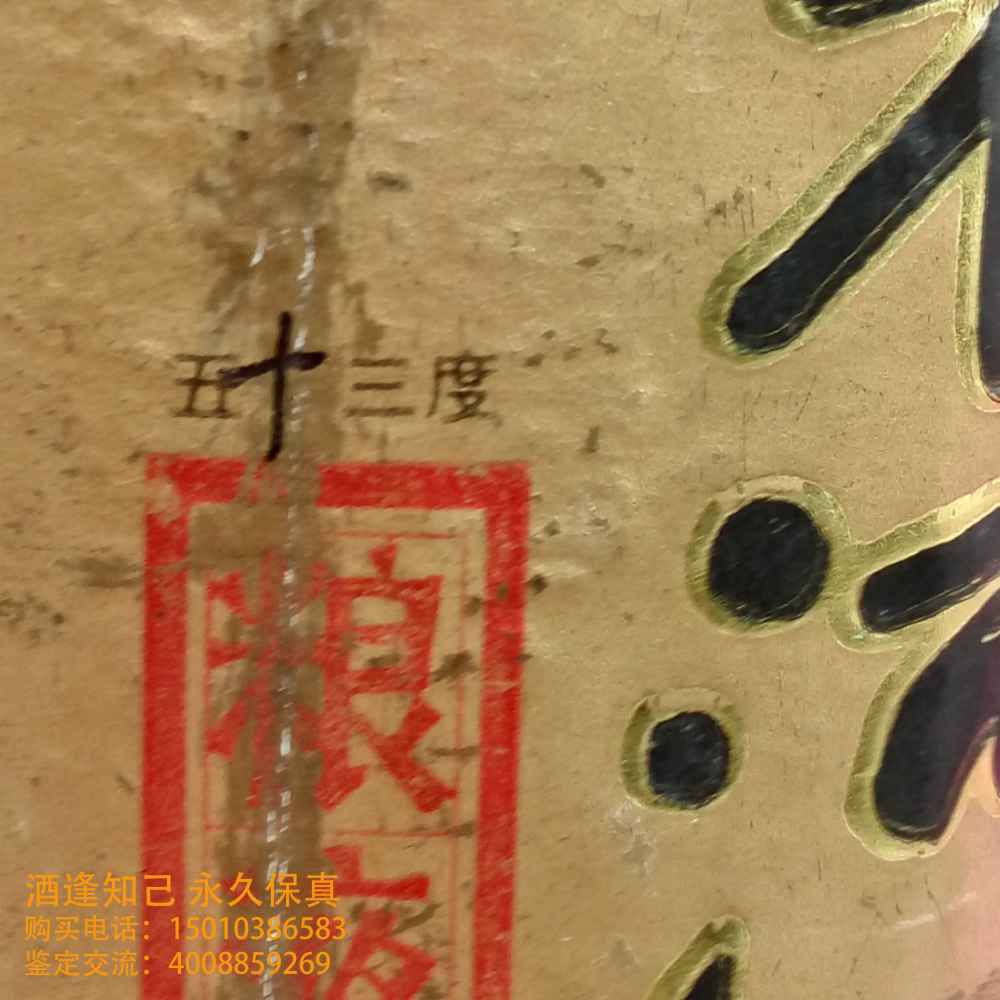 五十三度
粮
酒逢知己 永久保真
购买电话：15010386583
鉴定交流：4008859269